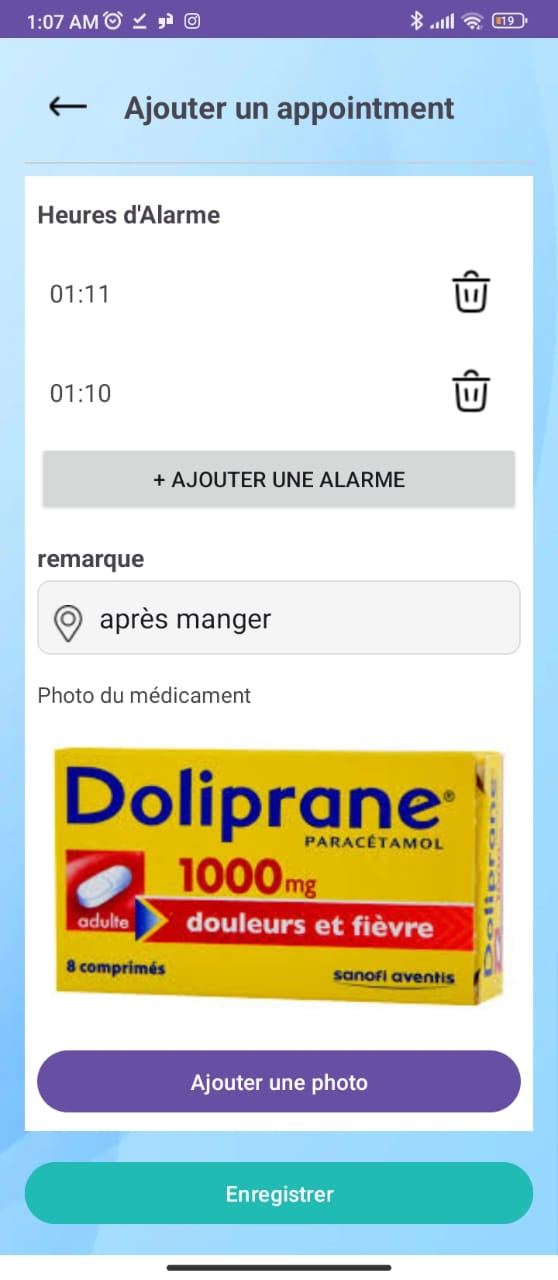 1:07 AM
19
Ajouter un appointment
Heures d'Alarme
01:11
01:10
+ AJOUTER UNE ALARME
remarque
après manger
Photo du médicament
Doliprane®
PARACÉTAMOL
1000mg
adulte
douleurs et fièvre
8 comprimés
sanofi aventis
Doliprane
Ajouter une photo
Enregistrer